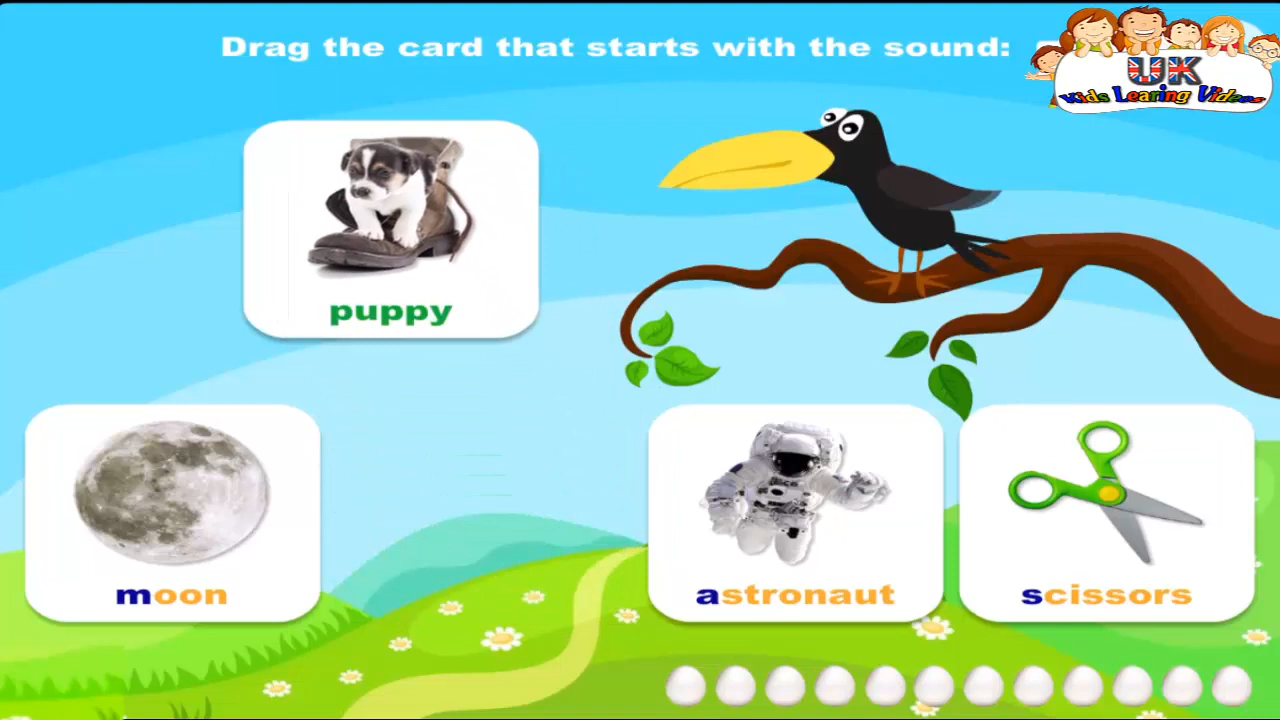 Drag the card that starts with the sound:
UK
Kids Learing Videos
puppy
moon
astronaut
scissors